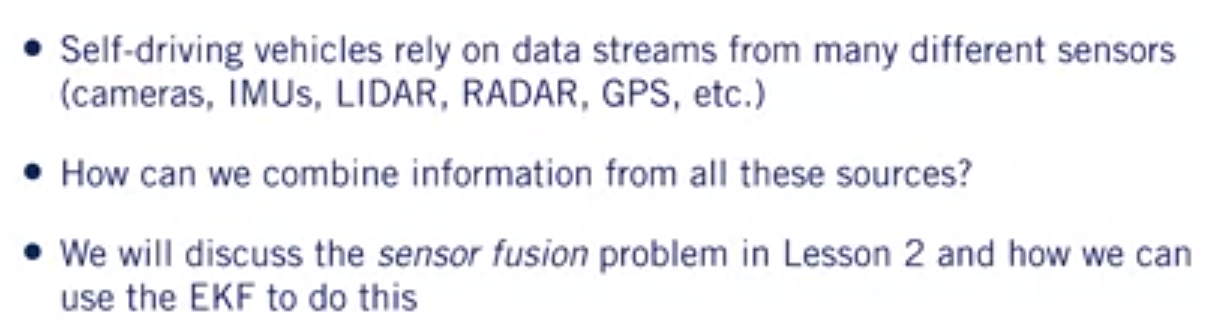 • Self-driving vehicles rely on data streams from many different sensors
(cameras, IMUs, LIDAR, RADAR, GPS, etc.)
• How can we combine information from all these sources?
• We will discuss the sensor fusion problem in Lesson 2 and how we can
use the EKF to do this